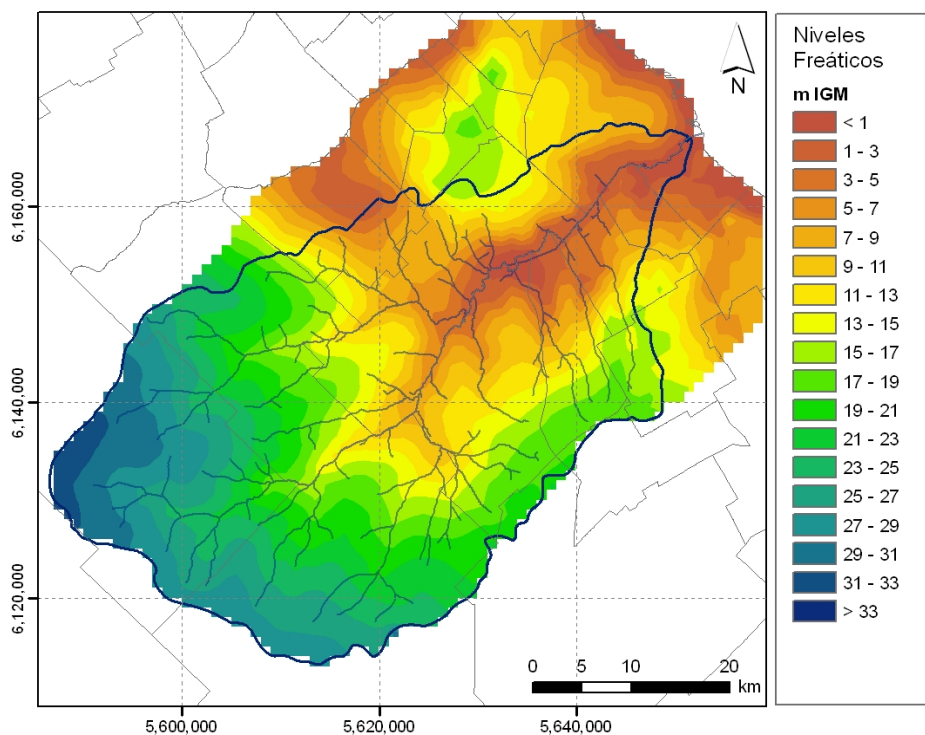 Niveles
Freáticos
m IGM
< 1
1 - 3
3 - 5
5 - 7
7 - 9
9 - 11
11 - 13
13 - 15
15 - 17
17 - 19
19 - 21
21 - 23
23 - 25
25 - 27
27 - 29
29 - 31
31 - 33
> 33
N
6,160,000
6,140,000
6,120,000
0 5 10 20
km
5,600,000 5,620,000 5,640,000